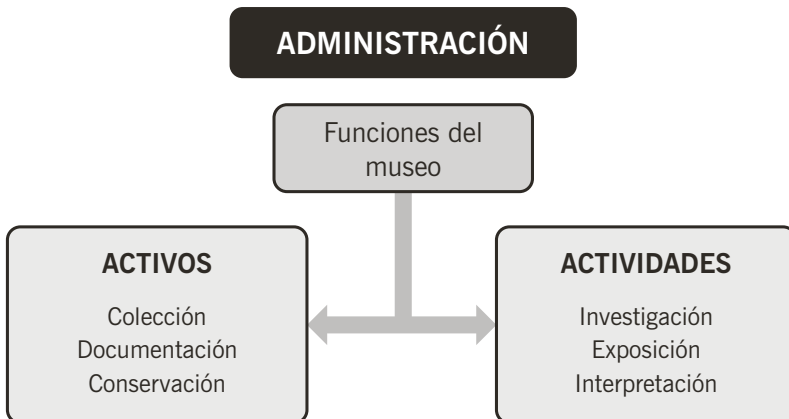 ADMINISTRACIÓN
Funciones del
museo
ACTIVOS
Colección
Documentación
Conservación
ACTIVIDADES
Investigación
Exposición
Interpretación